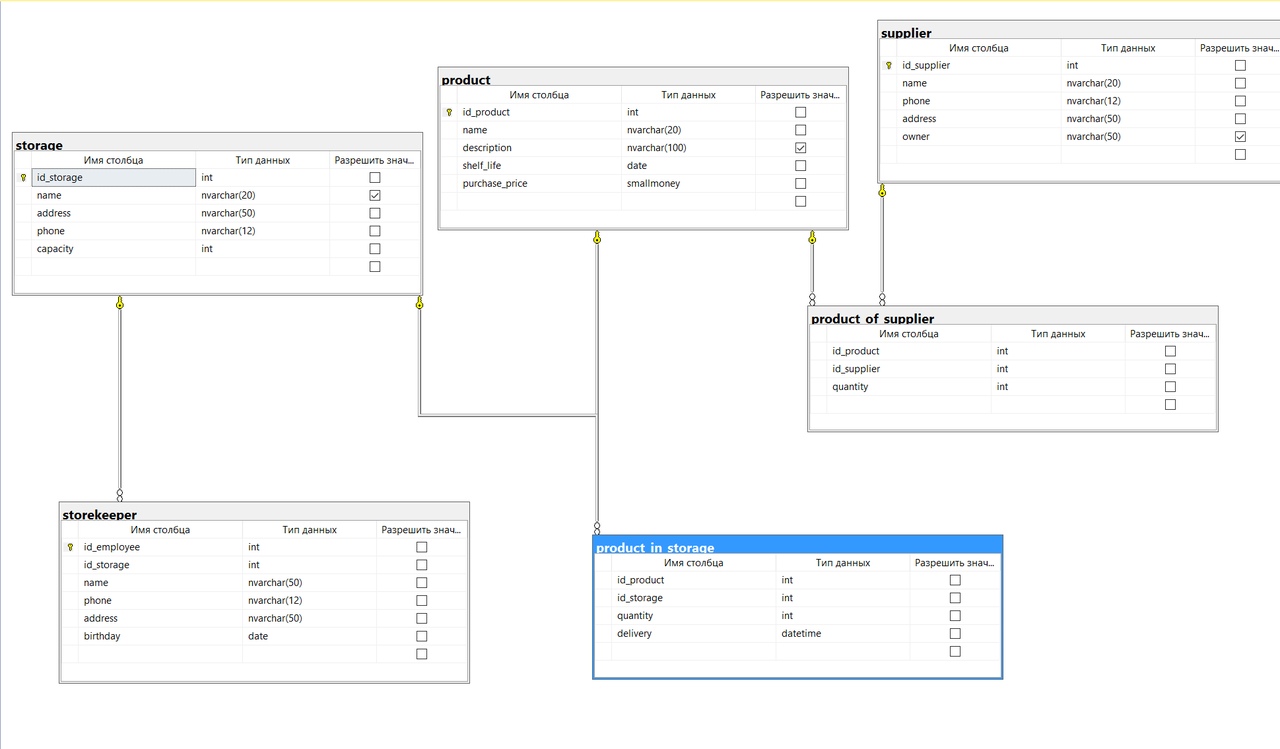 supplier
Имя столбца Тип данных Разрешить знач...
id_supplier int
name nvarchar(20)
phone nvarchar(12)
address nvarchar(50)
owner nvarchar(50)
product
Имя столбца Тип данных Разрешить знач...
id_product int
name nvarchar(20)
description nvarchar(100)
shelf_life date
purchase_price smallmoney
storage
Имя столбца Тип данных Разрешить знач...
id_storage int
name nvarchar(20)
address nvarchar(50)
phone nvarchar(12)
capacity int
product_of_supplier
Имя столбца Тип данных Разрешить знач...
id_product int
id_supplier int
quantity int
storekeeper
Имя столбца Тип данных Разрешить знач...
id_employee int
id_storage int
name nvarchar(50)
phone nvarchar(12)
address nvarchar(50)
birthday date
product_in_storage
Имя столбца Тип данных Разрешить знач...
id_product int
id_storage int
quantity int
delivery datetime